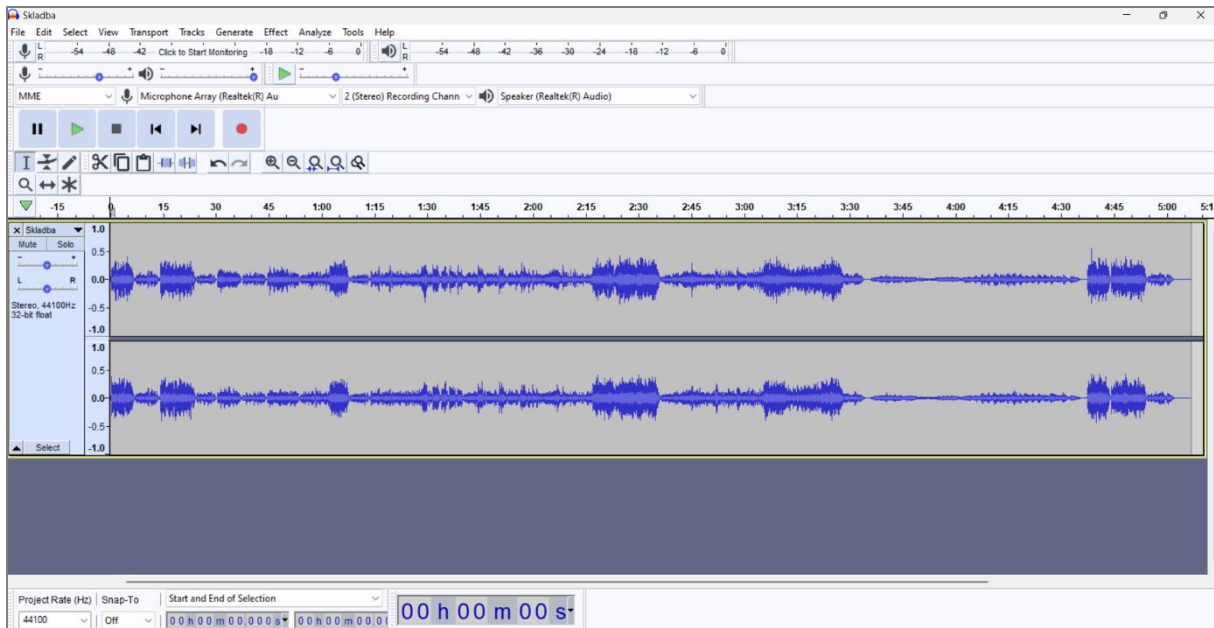 Skladba
File Edit Select View Transport Tracks Generate Effect Analyze Tools Help
L R -54 -48 -42 Click to Start Monitoring -18 -12 -6 0 L R -54 -48 -42 -36 -30 -24 -18 -12 -6 0
MME Microphone Array (Realtek(R) Au 2 (Stereo) Recording Chann Speaker (Realtek(R) Audio)
-15 0 15 30 45 1:00 1:15 1:30 1:45 2:00 2:15 2:30 2:45 3:00 3:15 3:30 3:45 4:00 4:15 4:30 4:45 5:00 5:1
X Skladba 1.0
Mute Solo
0.5
L R 0.0
Stereo, 44100Hz -0.5
32-bit float
-1.0
1.0
0.5
0.0
-0.5
Select -1.0
Project Rate (Hz) Snap-To Start and End of Selection
44100 Off 00 h 00 m 00.000 s 00 h 00 m 00.0 00 h 00 m 00 s